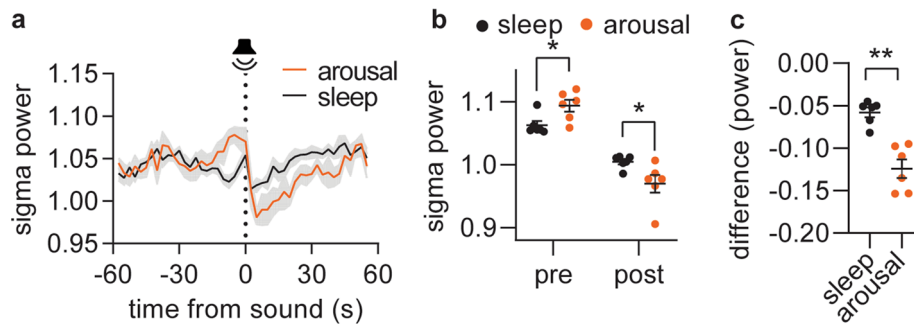 a
arousal
sleep
sigma power
1.15
1.10
1.05
1.00
0.95
-60
-30
0
30
60
time from sound (s)
b
sleep
arousal
sigma power
1.1
1.0
0.9
*
*
pre
post
c
difference (power)
0.00
-0.05
-0.10
-0.15
-0.20
**
sleep
arousal